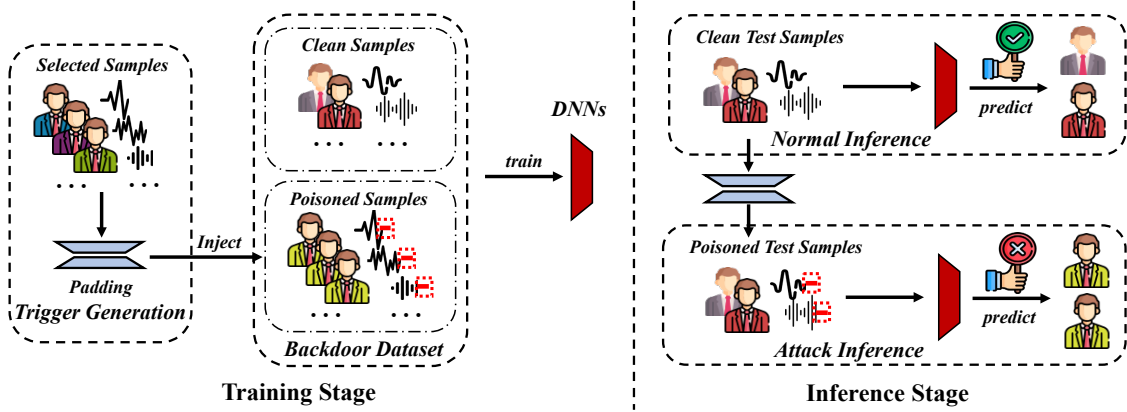 Selected Samples
. . .
. . .
Padding
Trigger Generation
Inject
Clean Samples
. . .
. . .
Poisoned Samples
. . .
. . .
Backdoor Dataset
DNNs
train
Training Stage
Clean Test Samples
predict
Normal Inference
Poisoned Test Samples
predict
Attack Inference
Inference Stage